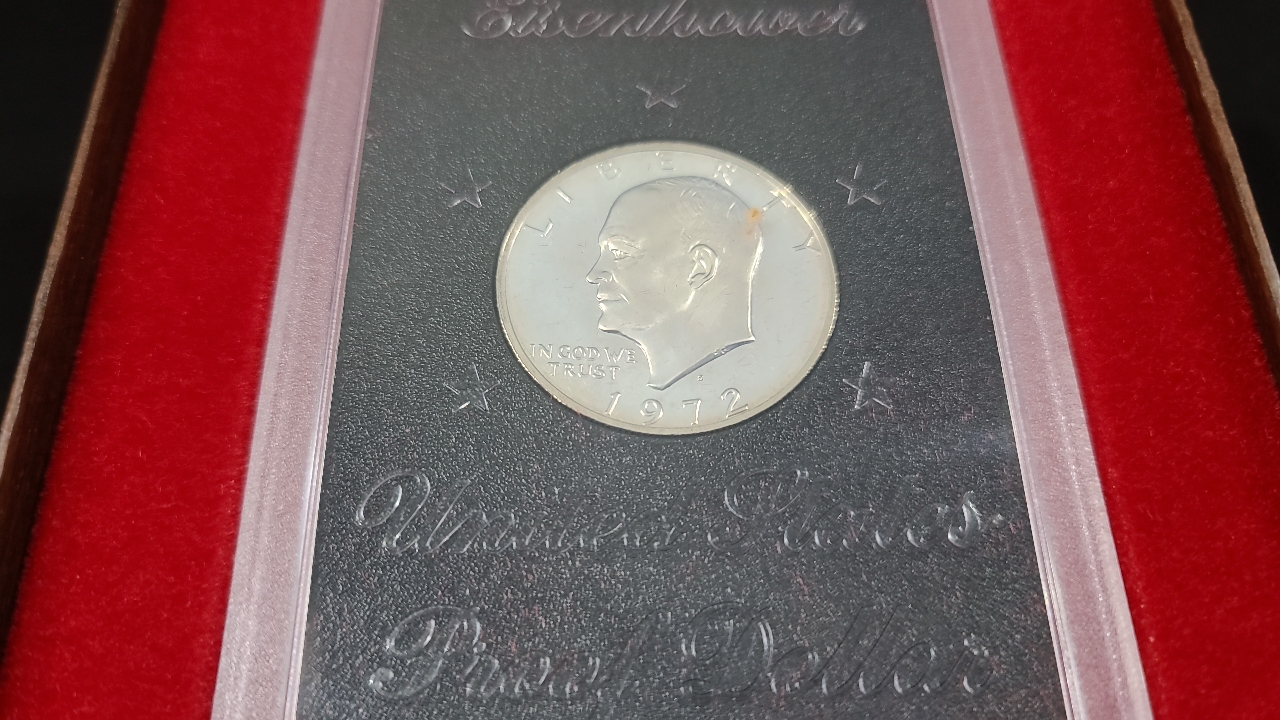 Eisenhower
LIBERTY
IN GOD WE
TRUST
S
1972
United States
Proof Dollar